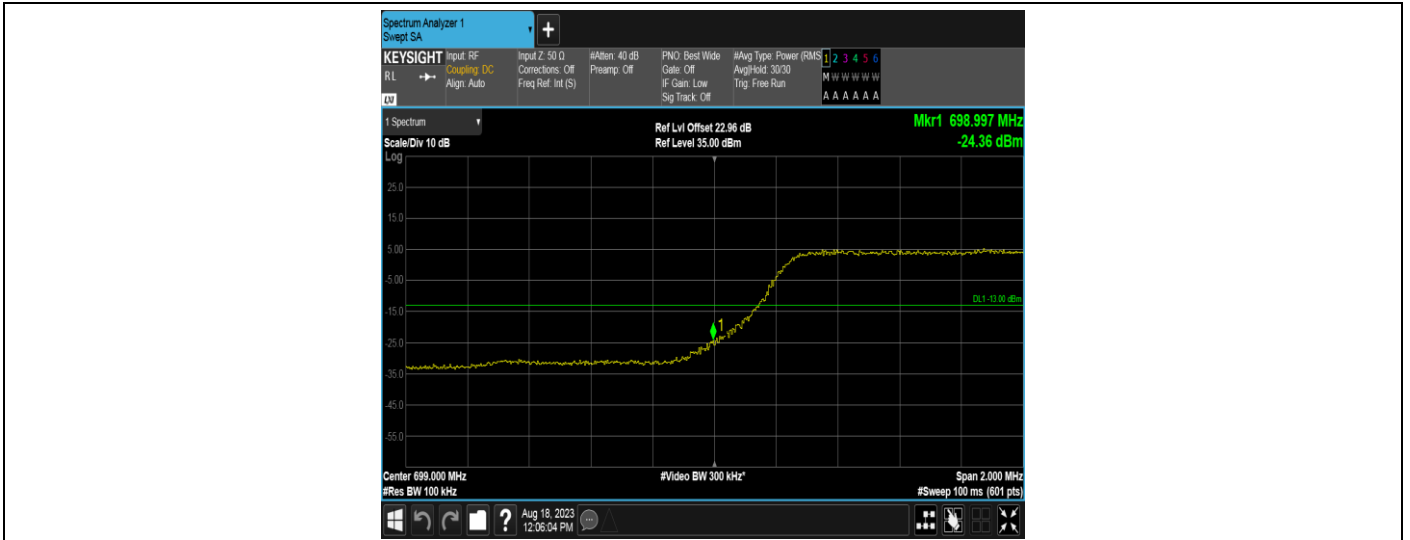 Spectrum Analyzer 1
Swept SA
+
KEYSIGHT
RL
LXI
Input: RF
Coupling: DC
Align: Auto
Input Z: 50 Ω
Corrections: Off
Freq Ref: Int (S)
#Atten: 40 dB
Preamp: Off
PNO: Best Wide
Gate: Off
IF Gain: Low
Sig Track: Off
#Avg Type: Power (RMS
Avg|Hold: 30/30
Trig: Free Run
1 2 3 4 5 6
M W W W W W
A A A A A A
1 Spectrum
Scale/Div 10 dB
Ref Lvl Offset 22.96 dB
Ref Level 35.00 dBm
Mkr1 698.997 MHz
-24.36 dBm
Log
25.0
15.0
5.00
-5.00
DL1 -13.00 dBm
-15.0
1
-25.0
-35.0
-45.0
-55.0
Center 699.000 MHz
#Video BW 300 kHz*
Span 2.000 MHz
#Res BW 100 kHz
#Sweep 100 ms (601 pts)
?
Aug 18, 2023
12:06:04 PM